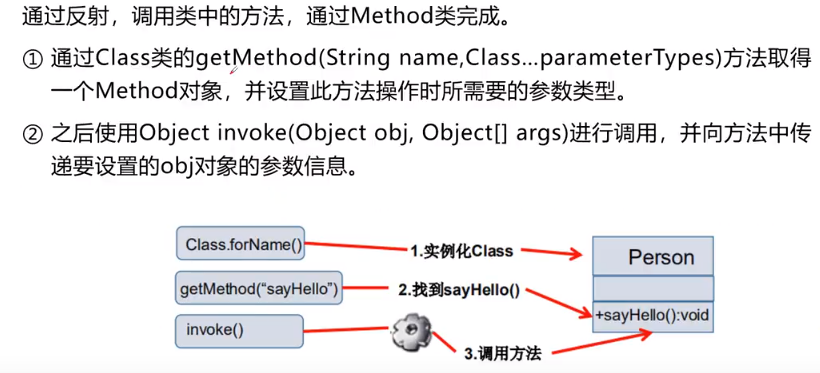 通过反射，调用类中的方法，通过Method类完成。
① 通过Class类的getMethod(String name,Class...parameterTypes)方法取得
一个Method对象，并设置此方法操作时所需要的参数类型。
② 之后使用Object invoke(Object obj, Object[] args)进行调用，并向方法中传
递要设置的obj对象的参数信息。
Class.forName()
1.实例化Class
Person
getMethod(“sayHello”)
2.找到sayHello()
+sayHello():void
invoke()
3.调用方法